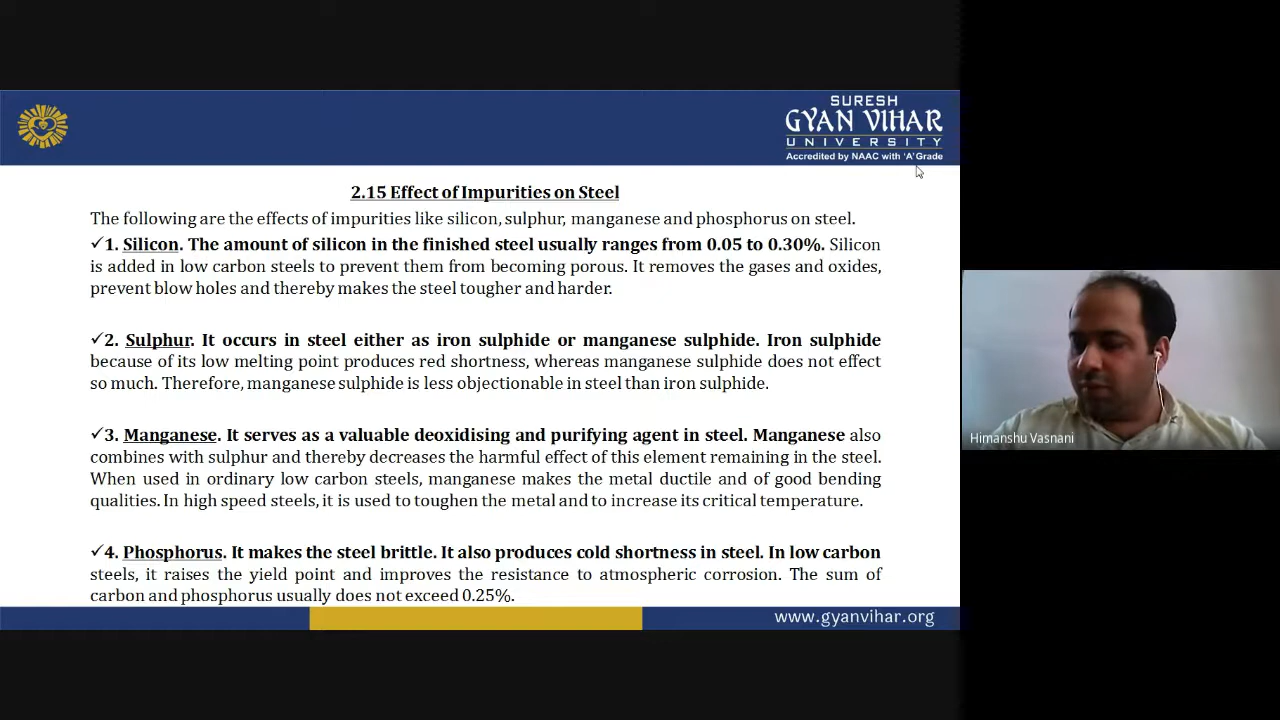 SURESH
GYAN VIHAR
UNIVERSITY
Accredited by NAAC with 'A' Grade
2.15 Effect of Impurities on Steel
The following are the effects of impurities like silicon, sulphur, manganese and phosphorus on steel.
✓1. Silicon. The amount of silicon in the finished steel usually ranges from 0.05 to 0.30%. Silicon
is added in low carbon steels to prevent them from becoming porous. It removes the gases and oxides,
prevent blow holes and thereby makes the steel tougher and harder.
✓2. Sulphur. It occurs in steel either as iron sulphide or manganese sulphide. Iron sulphide
because of its low melting point produces red shortness, whereas manganese sulphide does not effect
so much. Therefore, manganese sulphide is less objectionable in steel than iron sulphide.
✓3. Manganese. It serves as a valuable deoxidising and purifying agent in steel. Manganese also
combines with sulphur and thereby decreases the harmful effect of this element remaining in the steel.
When used in ordinary low carbon steels, manganese makes the metal ductile and of good bending
qualities. In high speed steels, it is used to toughen the metal and to increase its critical temperature.
✓4. Phosphorus. It makes the steel brittle. It also produces cold shortness in steel. In low carbon
steels, it raises the yield point and improves the resistance to atmospheric corrosion. The sum of
carbon and phosphorus usually does not exceed 0.25%.
www.gyanvihar.org
Himanshu Vasnani